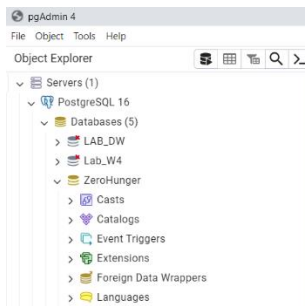 pgAdmin 4
File Object Tools Help
Object Explorer
Servers (1)
PostgreSQL 16
Databases (5)
LAB_DW
Lab_W4
ZeroHunger
Casts
Catalogs
Event Triggers
Extensions
Foreign Data Wrappers
Languages